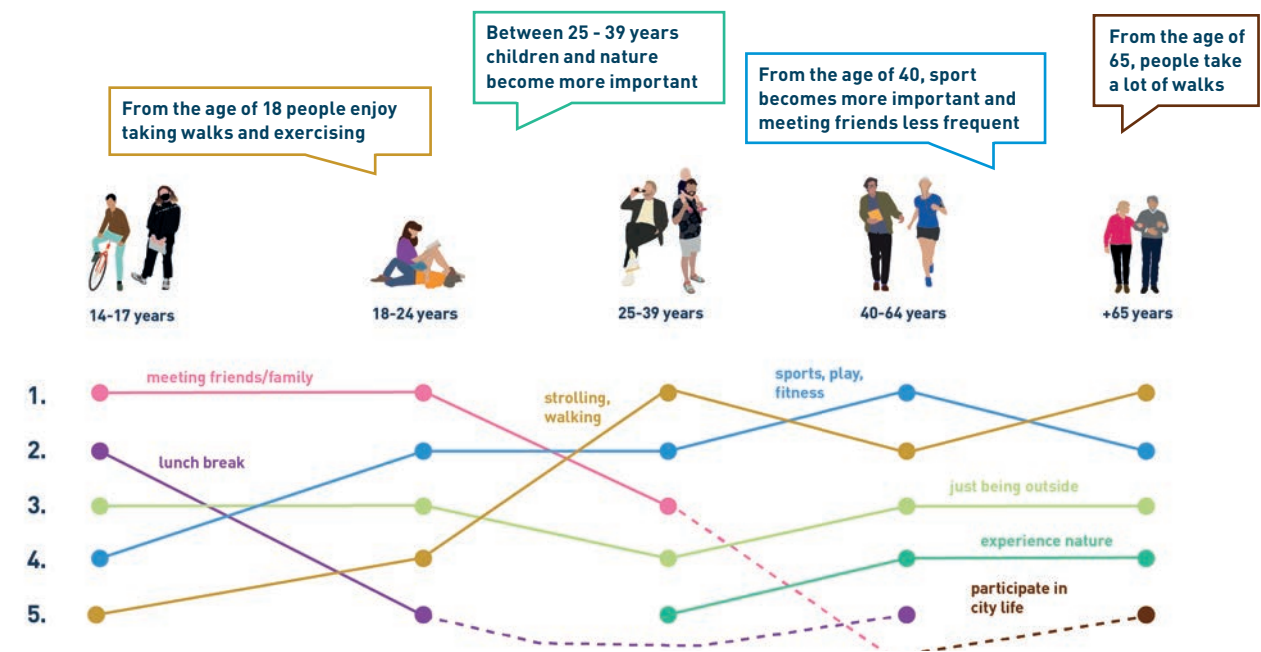 Between 25 - 39 years
children and nature
become more important
From the age of
65, people take
a lot of walks
From the age of 40, sport
becomes more important and
meeting friends less frequent
From the age of 18 people enjoy
taking walks and exercising
14-17 years
18-24 years
25-39 years
40-64 years
+65 years
meeting friends/family
sports, play,
fitness
1.
strolling,
walking
2.
lunch break
3.
just being outside
4.
experience nature
5.
participate in
city life